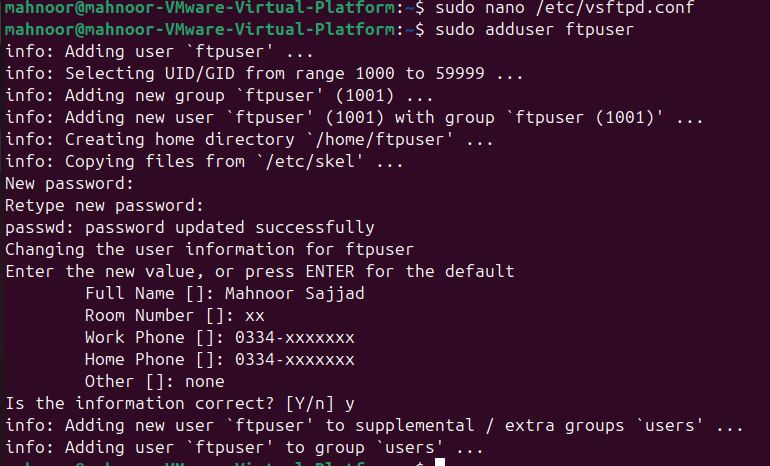 mahnoor@mahnoor-VMware-Virtual-Platform:~$ sudo nano /etc/vsftpd.conf
mahnoor@mahnoor-VMware-Virtual-Platform:~$ sudo adduser ftpuser
info: Adding user `ftpuser' ...
info: Selecting UID/GID from range 1000 to 59999 ...
info: Adding new group `ftpuser' (1001) ...
info: Adding new user `ftpuser' (1001) with group `ftpuser (1001)' ...
info: Creating home directory `/home/ftpuser' ...
info: Copying files from `/etc/skel' ...
New password:
Retype new password:
passwd: password updated successfully
Changing the user information for ftpuser
Enter the new value, or press ENTER for the default
        Full Name []: Mahnoor Sajjad
        Room Number []: xx
        Work Phone []: 0334-xxxxxxx
        Home Phone []: 0334-xxxxxxx
        Other []: none
Is the information correct? [Y/n] y
info: Adding new user `ftpuser' to supplemental / extra groups `users' ...
info: Adding user `ftpuser' to group `users' ...
mahnoor@mahnoor-VMware-Virtual-Platform:~$